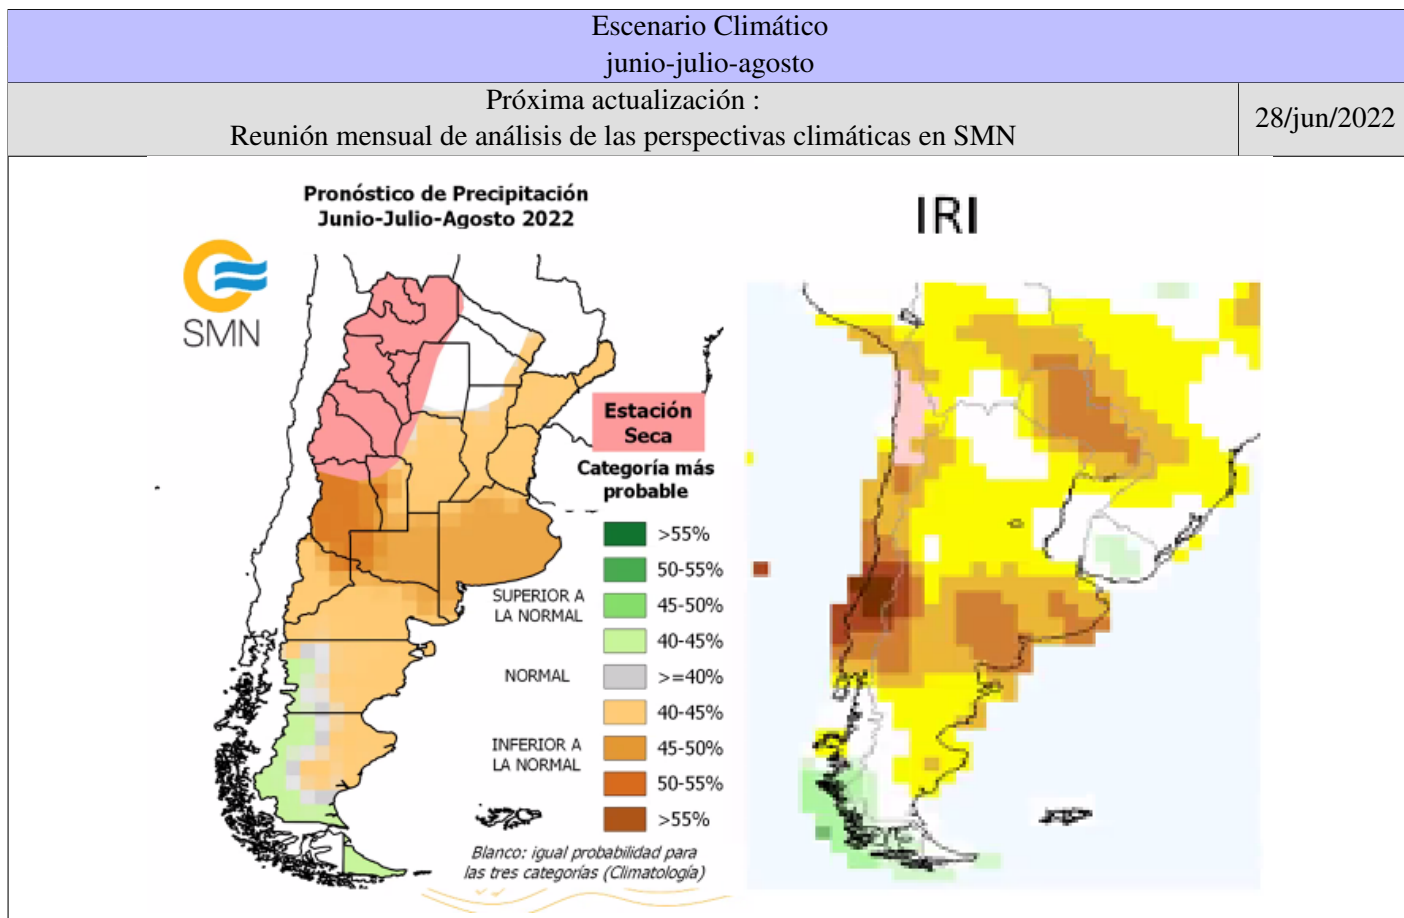 Escenario Climático
junio-julio-agosto
Próxima actualización :
Reunión mensual de análisis de las perspectivas climáticas en SMN
28/jun/2022
Pronóstico de Precipitación
Junio-Julio-Agosto 2022
SMN
Estación
Seca
Categoría más
probable
>55%
50-55%
45-50%
SUPERIOR A
LA NORMAL
40-45%
NORMAL
>=40%
40-45%
INFERIOR A
LA NORMAL
45-50%
50-55%
>55%
Blanco: igual probabilidad para
las tres categorías (Climatología)
IRI